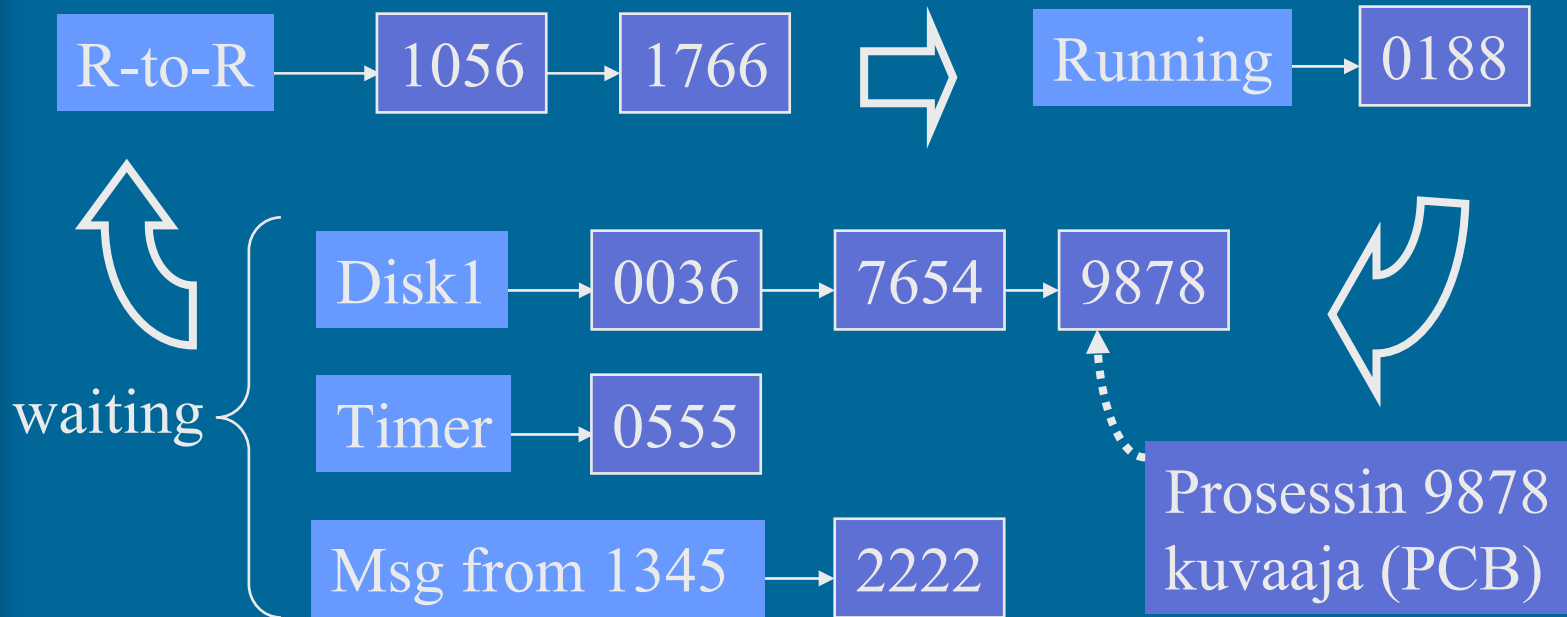 R-to-R 1056 1766 Running 0188
Disk1 0036 7654 9878
waiting Timer 0555
Prosessin 9878
kuvaaja (PCB)
Msg from 1345 2222